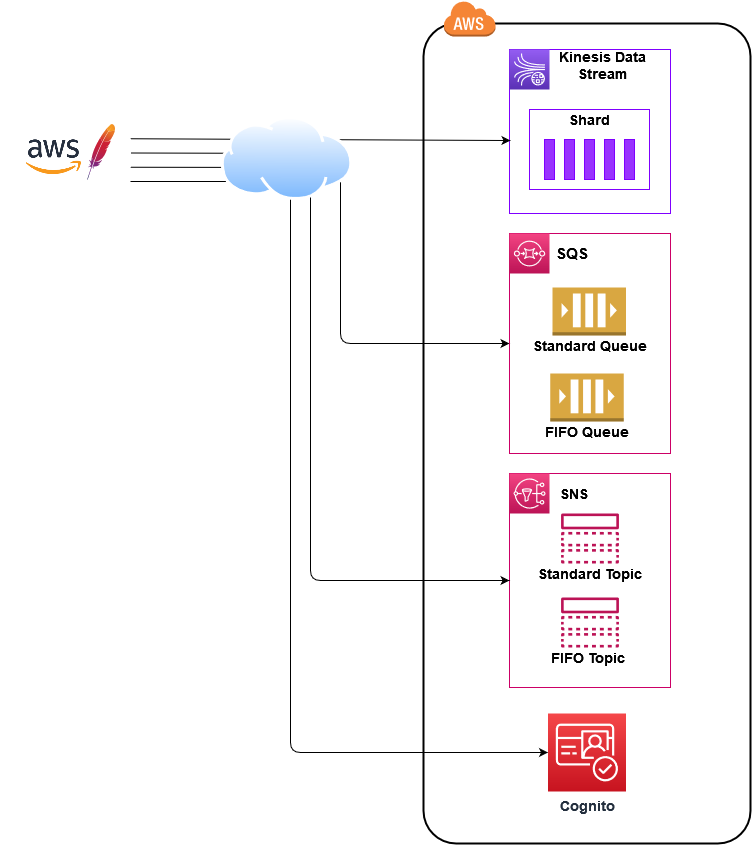 AWS
Kinesis Data
Stream
Shard
aws
SQS
Standard Queue
FIFO Queue
SNS
Standard Topic
FIFO Topic
Cognito